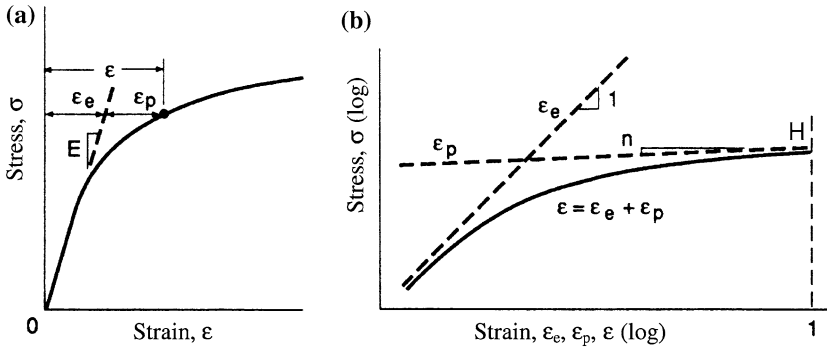 (a)
ε
εe
εp
E
Stress, σ
0
Strain, ε
(b)
εe
1
εp
n
H
ε = εe + εp
Stress, σ (log)
Strain, εe, εp, ε (log)
1